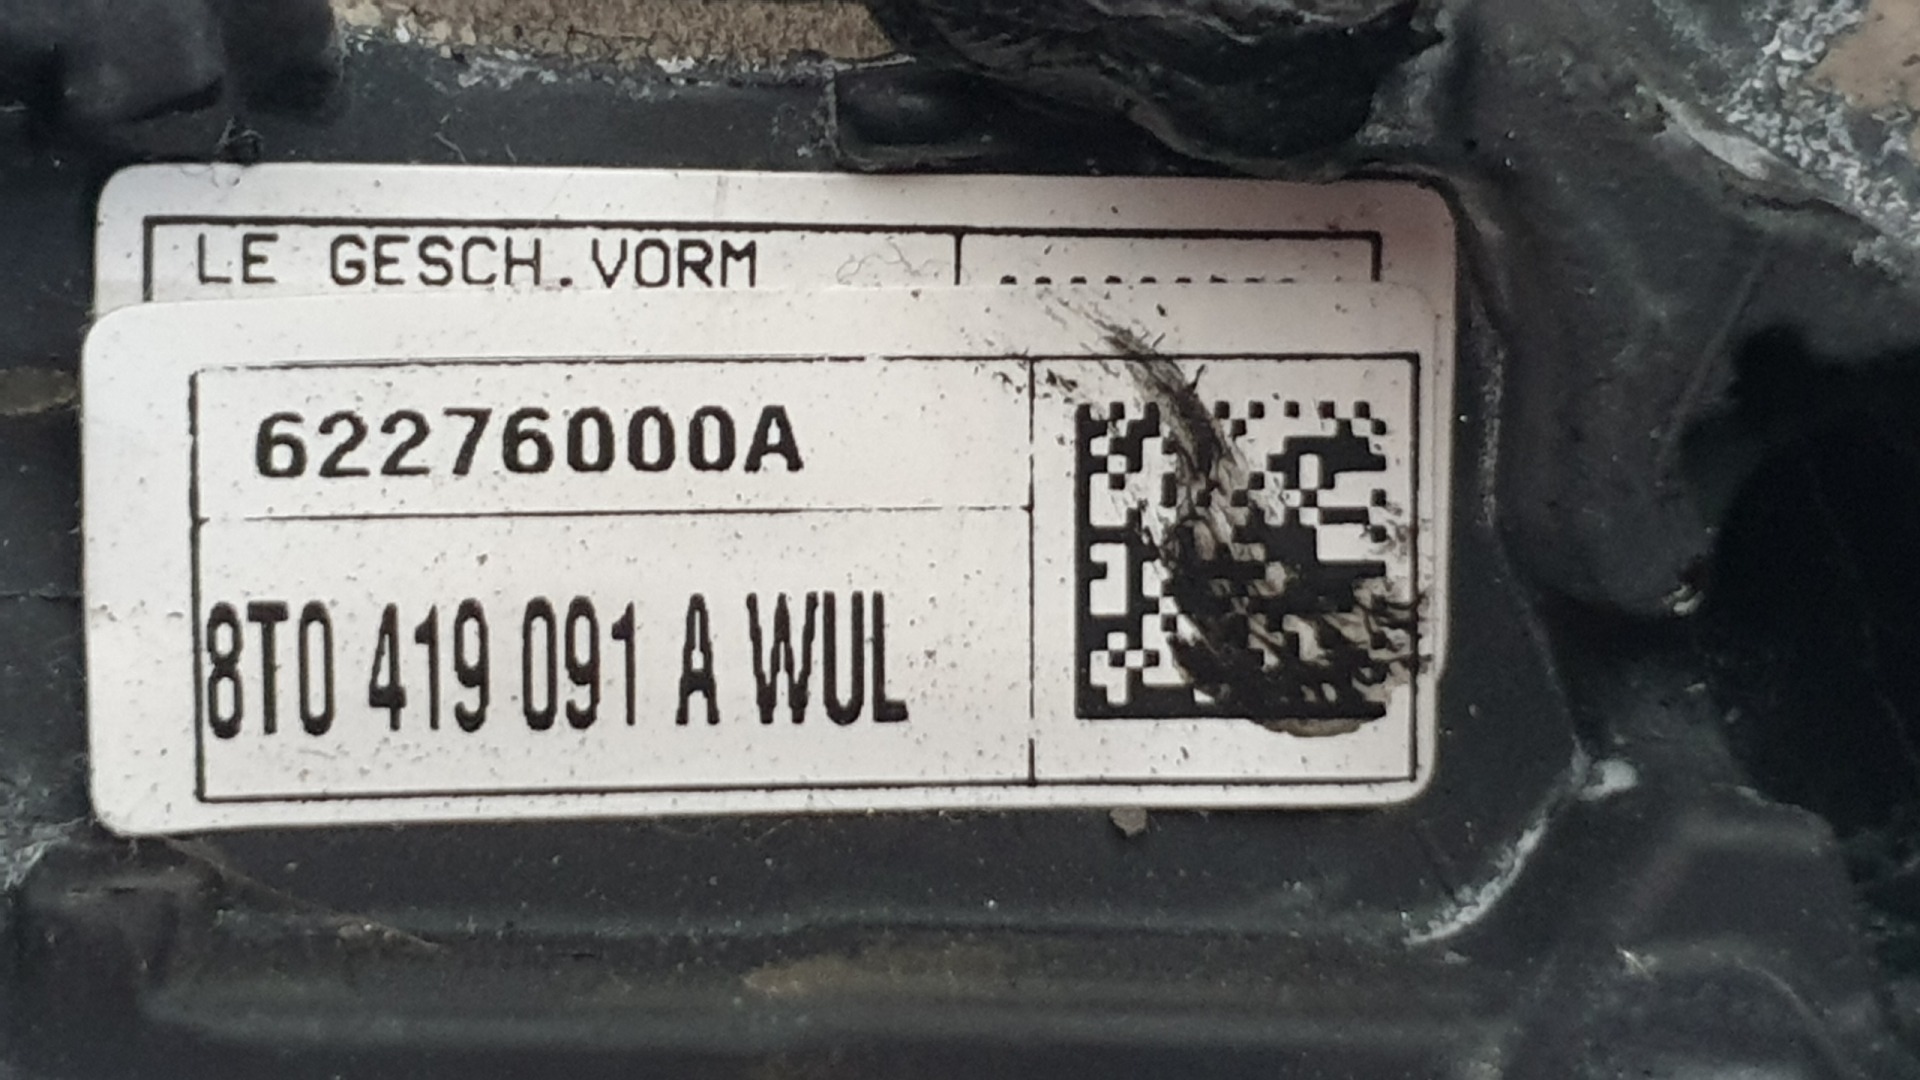 LE GESCH.VORM
62276000A
8T0 419 091 A WUL